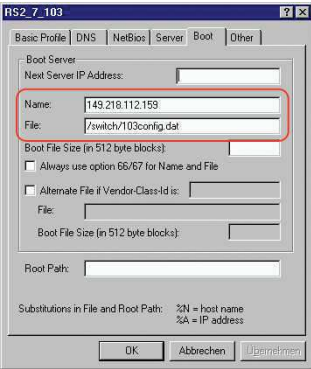 RS2_7_103
Basic Profile DNS NetBios Server Boot Other
Boot Server
Next Server IP Address:
Name: 149.218.112.159
File: /switch/103config.dat
Boot File Size (in 512 byte blocks):
Always use option 66/67 for Name and File
Alternate File if Vendor-Class-Id is:
File:
Boot File Size (in 512 byte blocks):
Root Path:
Substitutions in File and Root Path: %N = host name
%A = IP address
OK Abbrechen Übernehmen